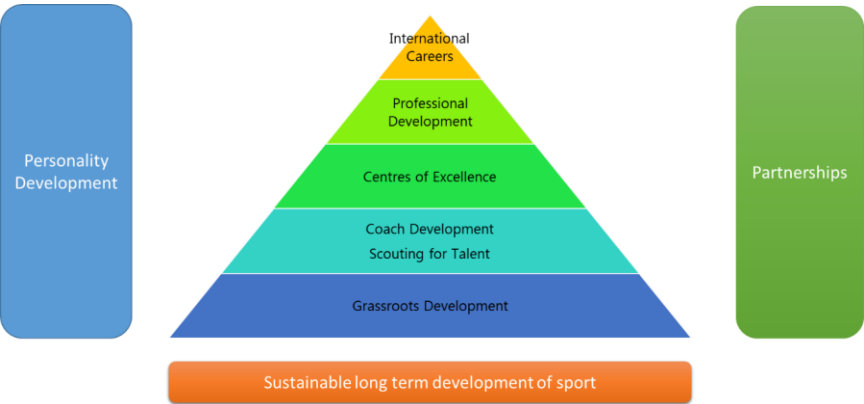 International
Careers
Professional
Development
Personality
Development
Centres of Excellence
Partnerships
Coach Development
Scouting for Talent
Grassroots Development
Sustainable long term development of sport